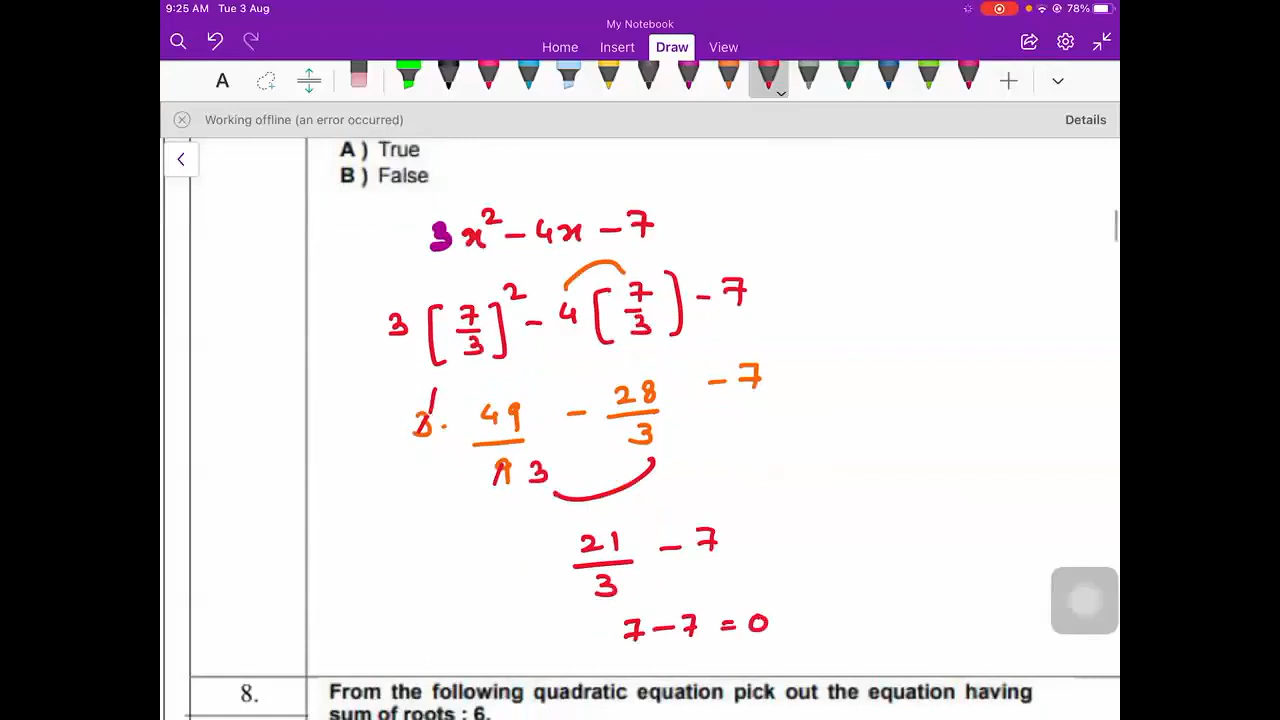 9:25 AM Tue 3 Aug
78%
My Notebook
Home Insert Draw View
A
Working offline (an error occurred) Details
A ) True
B ) False
3x² - 4x - 7
3 [7/3]² - 4 [7/3] - 7
3. 49/9 3 - 28/3 - 7
21/3 - 7
7 - 7 = 0
8. From the following quadratic equation pick out the equation having
sum of roots : 6.